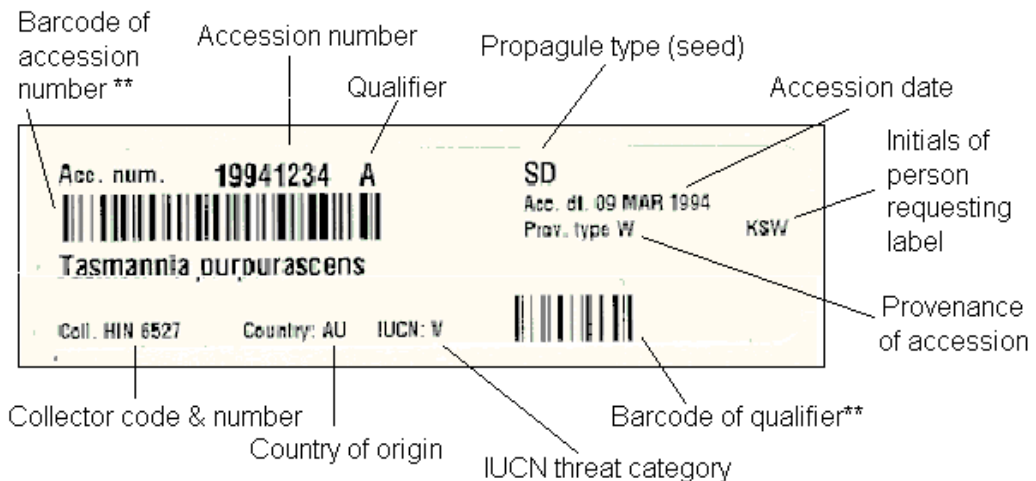 Barcode of
accession
number **
Accession number
Qualifier
Propagule type (seed)
Accession date
Initials of
person
requesting
label
Acc. num. 19941234 A
SD
Acc. dt. 09 MAR 1994
Prov. type W KSW
Tasmannia purpurascens
Coll. HIN 6527 Country: AU IUCN: V
Provenance
of accession
Collector code & number
Country of origin
IUCN threat category
Barcode of qualifier**